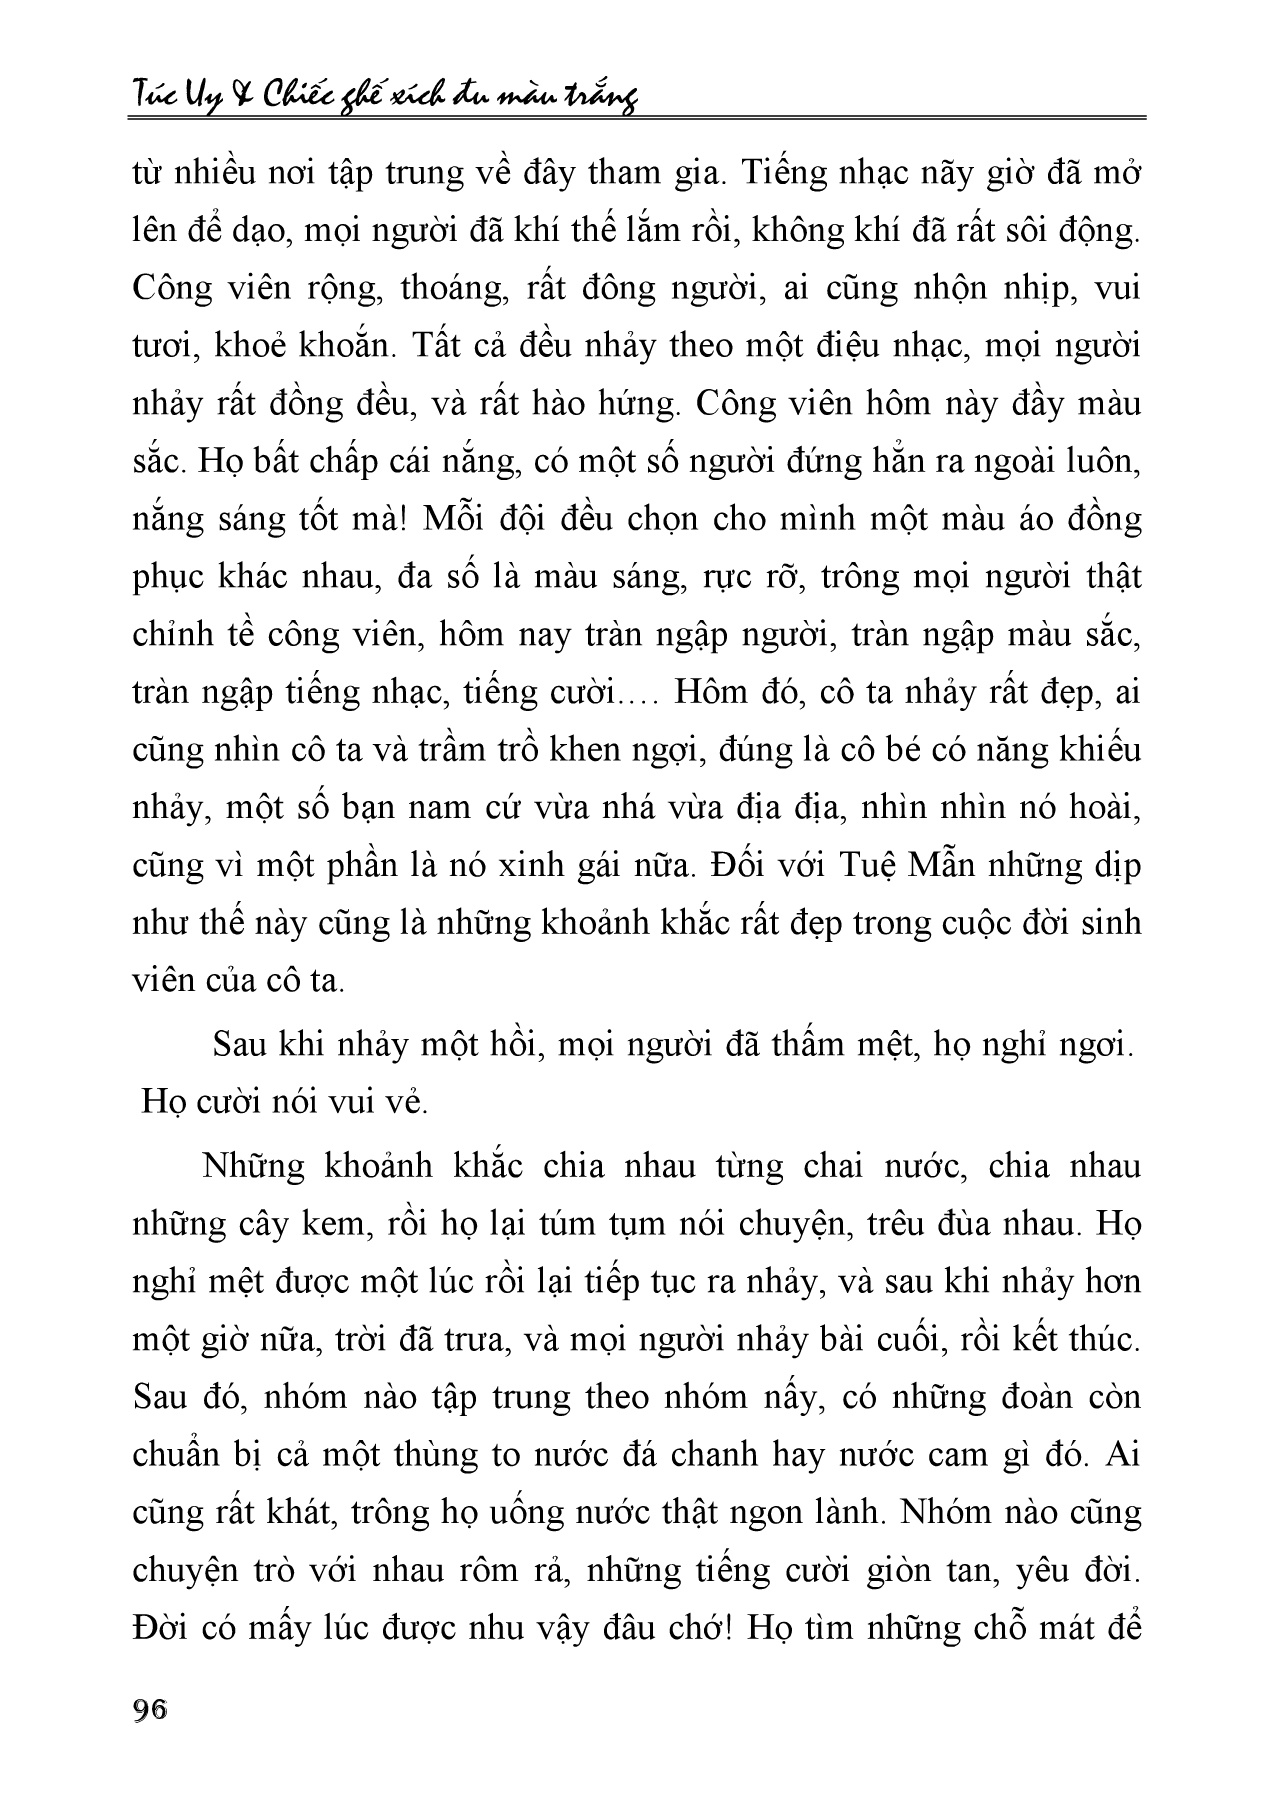 Túc Uy & Chiếc ghế xích đu màu trắng
từ nhiều nơi tập trung về đây tham gia. Tiếng nhạc nãy giờ đã mở
lên để dạo, mọi người đã khí thế lắm rồi, không khí đã rất sôi động.
Công viên rộng, thoáng, rất đông người, ai cũng nhộn nhịp, vui
tươi, khoẻ khoắn. Tất cả đều nhảy theo một điệu nhạc, mọi người
nhảy rất đồng đều, và rất hào hứng. Công viên hôm này đầy màu
sắc. Họ bất chấp cái nắng, có một số người đứng hẳn ra ngoài luôn,
nắng sáng tốt mà! Mỗi đội đều chọn cho mình một màu áo đồng
phục khác nhau, đa số là màu sáng, rực rỡ, trông mọi người thật
chỉnh tề công viên, hôm nay tràn ngập người, tràn ngập màu sắc,
tràn ngập tiếng nhạc, tiếng cười…. Hôm đó, cô ta nhảy rất đẹp, ai
cũng nhìn cô ta và trầm trồ khen ngợi, đúng là cô bé có năng khiếu
nhảy, một số bạn nam cứ vừa nhá vừa địa địa, nhìn nhìn nó hoài,
cũng vì một phần là nó xinh gái nữa. Đối với Tuệ Mẫn những dịp
như thế này cũng là những khoảnh khắc rất đẹp trong cuộc đời sinh
viên của cô ta.
Sau khi nhảy một hồi, mọi người đã thấm mệt, họ nghỉ ngơi.
Họ cười nói vui vẻ.
Những khoảnh khắc chia nhau từng chai nước, chia nhau
những cây kem, rồi họ lại túm tụm nói chuyện, trêu đùa nhau. Họ
nghỉ mệt được một lúc rồi lại tiếp tục ra nhảy, và sau khi nhảy hơn
một giờ nữa, trời đã trưa, và mọi người nhảy bài cuối, rồi kết thúc.
Sau đó, nhóm nào tập trung theo nhóm nấy, có những đoàn còn
chuẩn bị cả một thùng to nước đá chanh hay nước cam gì đó. Ai
cũng rất khát, trông họ uống nước thật ngon lành. Nhóm nào cũng
chuyện trò với nhau rôm rả, những tiếng cười giòn tan, yêu đời.
Đời có mấy lúc được nhu vậy đâu chớ! Họ tìm những chỗ mát để
96